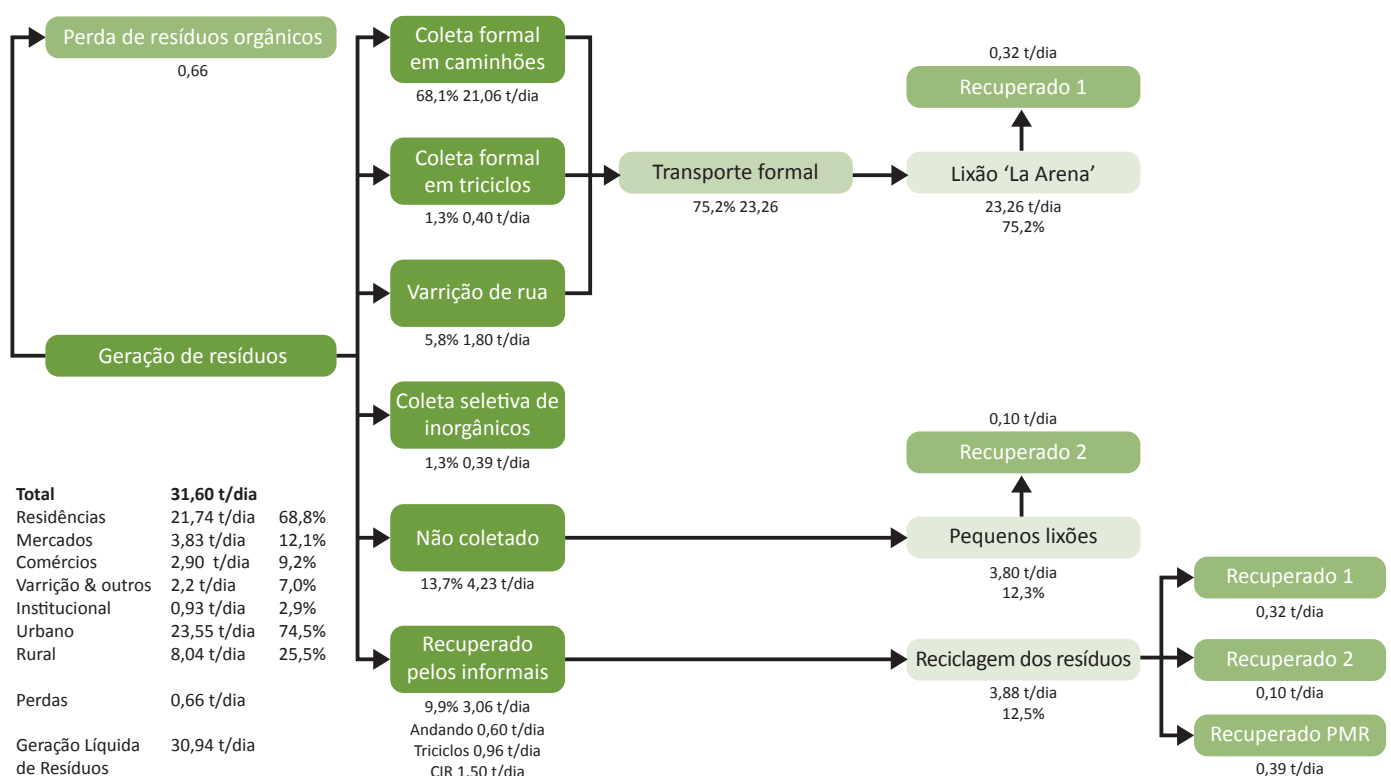 Perda de resíduos orgânicos
0,66
Geração de resíduos
Total 31,60 t/dia
Residências 21,74 t/dia 68,8%
Mercados 3,83 t/dia 12,1%
Comércios 2,90 t/dia 9,2%
Varrição & outros 2,2 t/dia 7,0%
Institucional 0,93 t/dia 2,9%
Urbano 23,55 t/dia 74,5%
Rural 8,04 t/dia 25,5%
Perdas 0,66 t/dia
Geração Líquida 30,94 t/dia
de Resíduos
Coleta formal
em caminhões
68,1% 21,06 t/dia
Coleta formal
em triciclos
1,3% 0,40 t/dia
Varrição de rua
5,8% 1,80 t/dia
Coleta seletiva de
inorgânicos
1,3% 0,39 t/dia
Não coletado
13,7% 4,23 t/dia
Recuperado
pelos informais
9,9% 3,06 t/dia
Andando 0,60 t/dia
Triciclos 0,96 t/dia
CIR 1,50 t/dia
Transporte formal
75,2% 23,26
0,32 t/dia
Recuperado 1
Lixão ‘La Arena’
23,26 t/dia
75,2%
0,10 t/dia
Recuperado 2
Pequenos lixões
3,80 t/dia
12,3%
Reciclagem dos resíduos
3,88 t/dia
12,5%
Recuperado 1
0,32 t/dia
Recuperado 2
0,10 t/dia
Recuperado PMR
0,39 t/dia